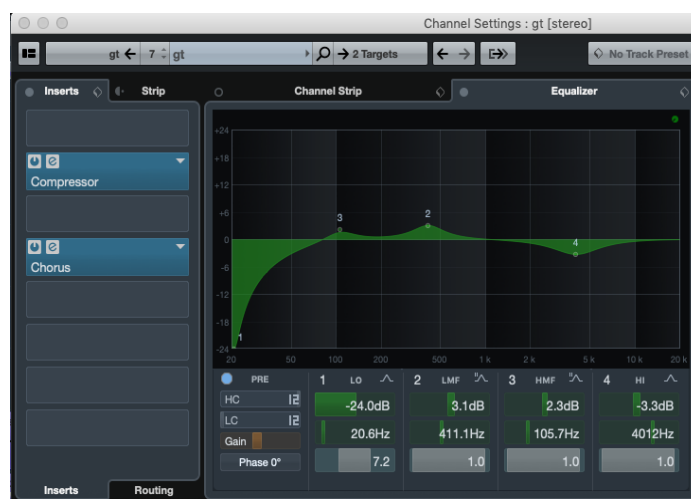 Channel Settings : gt [stereo]
gt ← 7 gt → 2 Targets ← → No Track Preset
Inserts Strip
Channel Strip Equalizer
Compressor
Chorus
+24
+18
+12
+6
0
-6
-12
-18
-24
1
3
2
4
20 50 100 200 500 1 k 2 k 5 k 10 k 20 k
PRE 1 LO 2 LMF 3 HMF 4 HI
HC 12 -24.0dB 3.1dB 2.3dB -3.3dB
LC 12 20.6Hz 411.1Hz 105.7Hz 4012Hz
Gain
Phase 0° 7.2 1.0 1.0 1.0
Inserts Routing